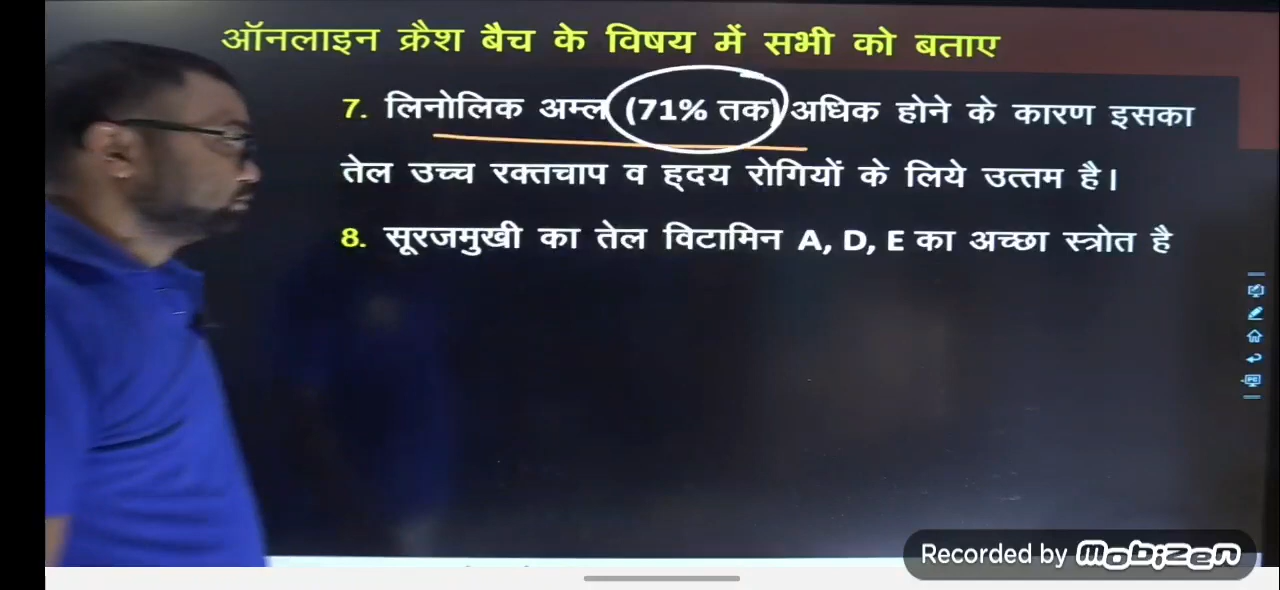 ऑनलाइन क्रैश बैच के विषय में सभी को बताए
7. लिनोलिक अम्ल (71% तक) अधिक होने के कारण इसका
तेल उच्च रक्तचाप व ह्दय रोगियों के लिये उत्तम है।
8. सूरजमुखी का तेल विटामिन A, D, E का अच्छा स्त्रोत है
Recorded by Mobizen